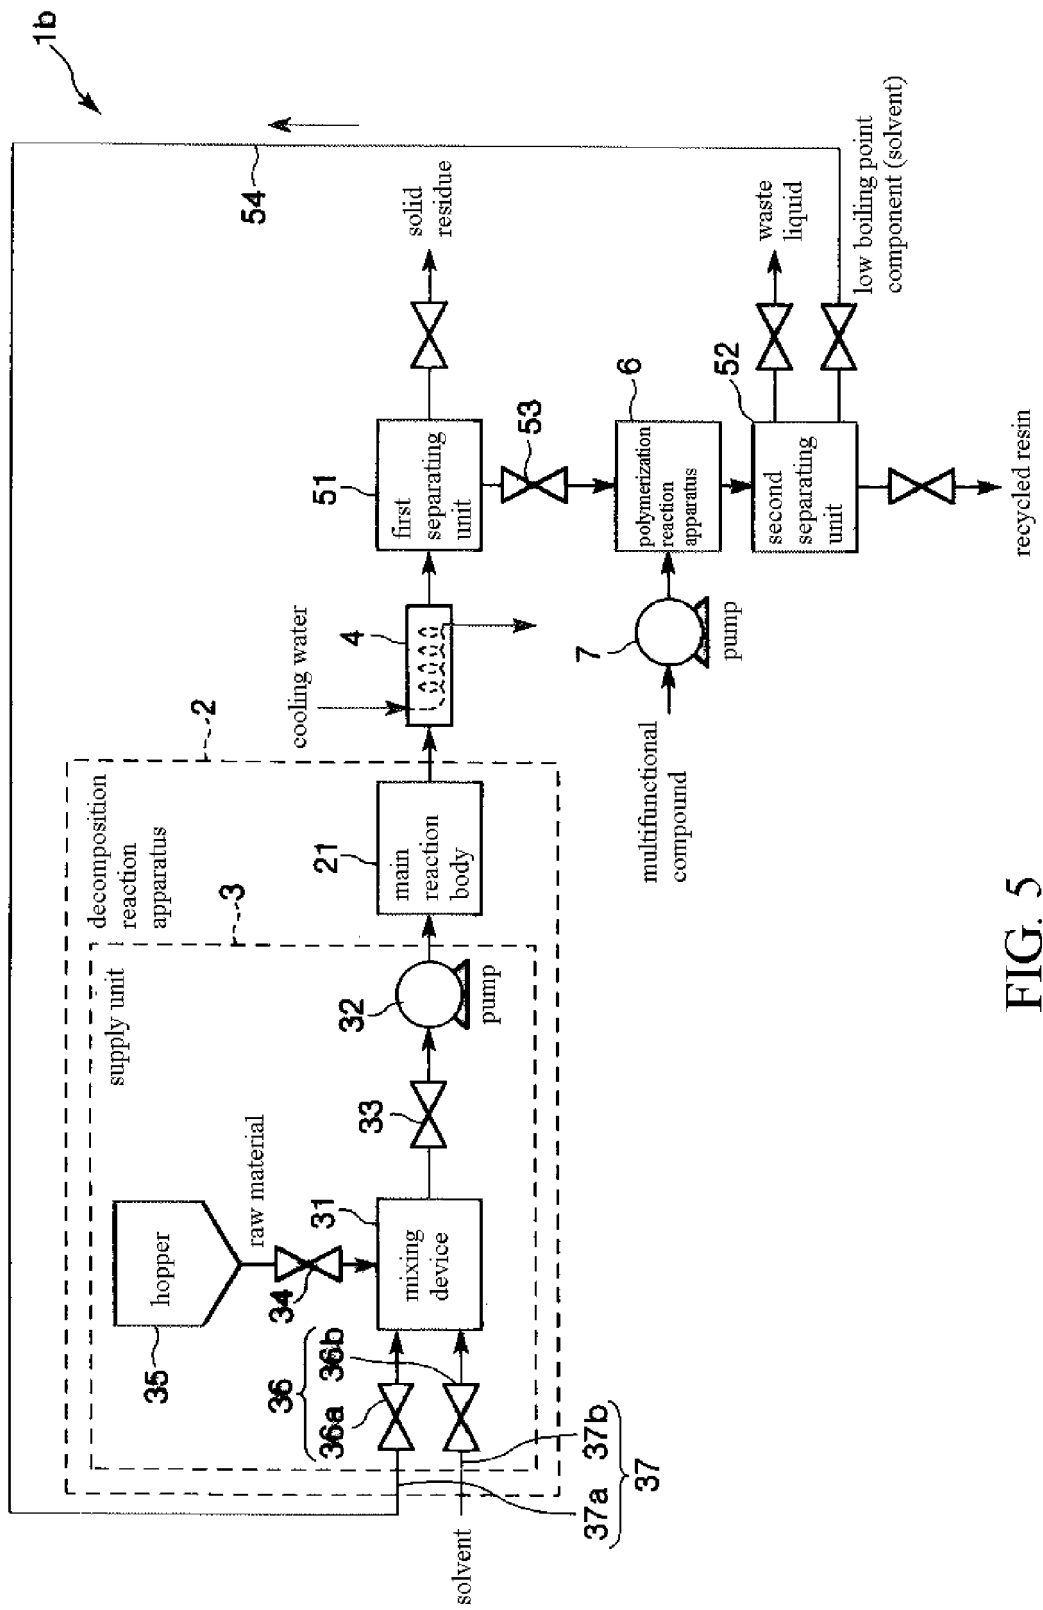 1b
54
solid
residue
waste
liquid
low boiling point
component (solvent)
51
first
separating
unit
53
6
polymerization
reaction
apparatus
52
second
separating
unit
recycled resin
cooling water
4
7
pump
multifunctional
compound
2
decomposition
reaction
apparatus
21
main
reaction
body
3
supply unit
32
pump
33
raw material
35
hopper
34
31
mixing
device
36
36a
36b
37a
37b
37
solvent
FIG. 5